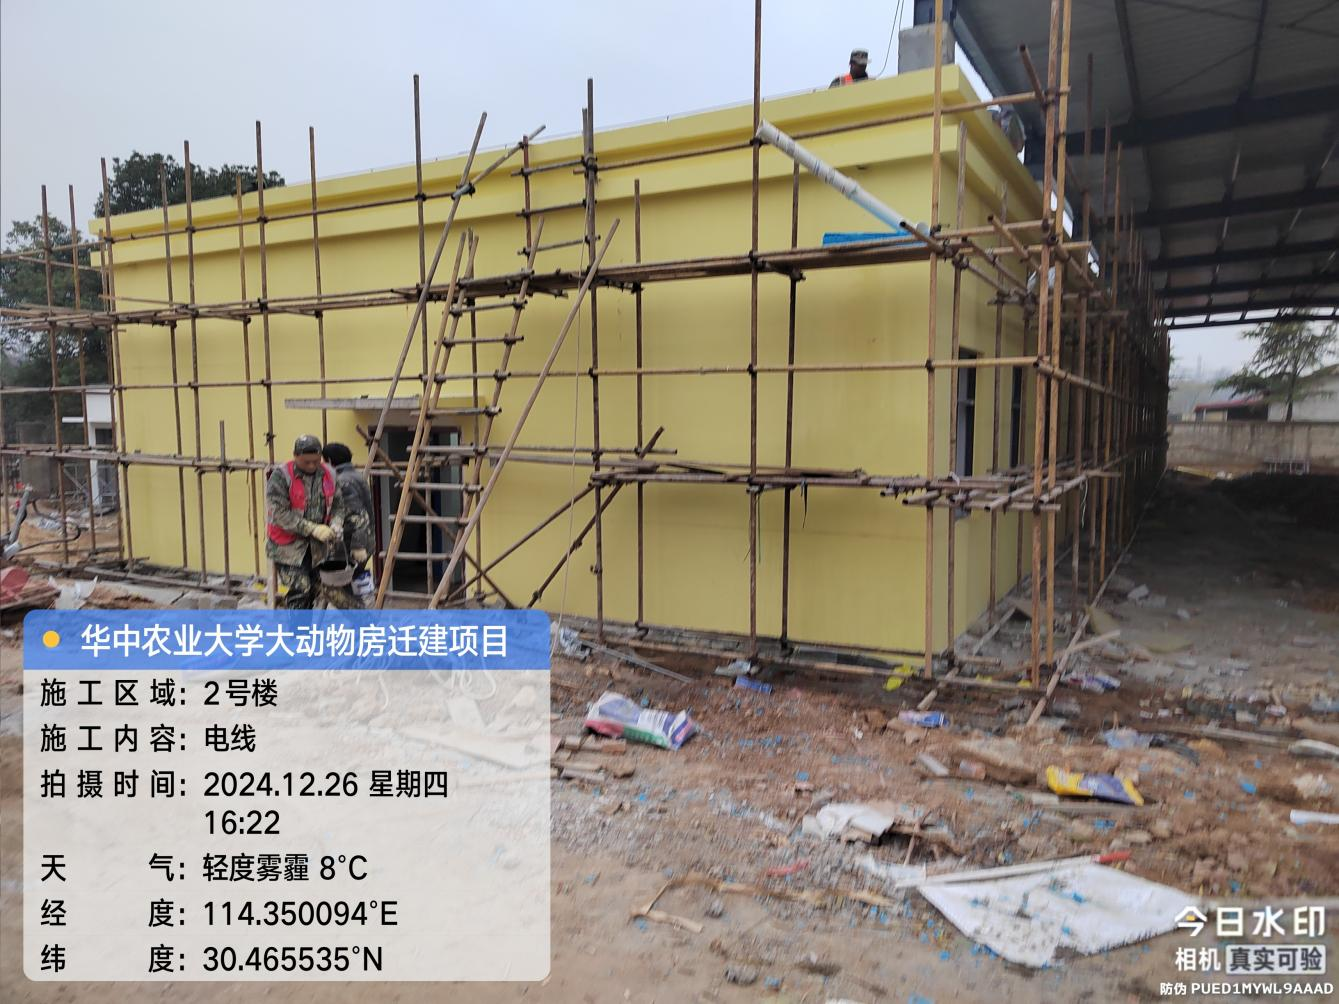 华中农业大学大动物房迁建项目
施工区域：2号楼
施工内容：电线
拍摄时间：2024.12.26 星期四
16:22
天气：轻度雾霾 8℃
经度：114.350094°E
纬度：30.465535°N
今日水印
相机 真实可验
防伪 PUED1MYWL9AAAD